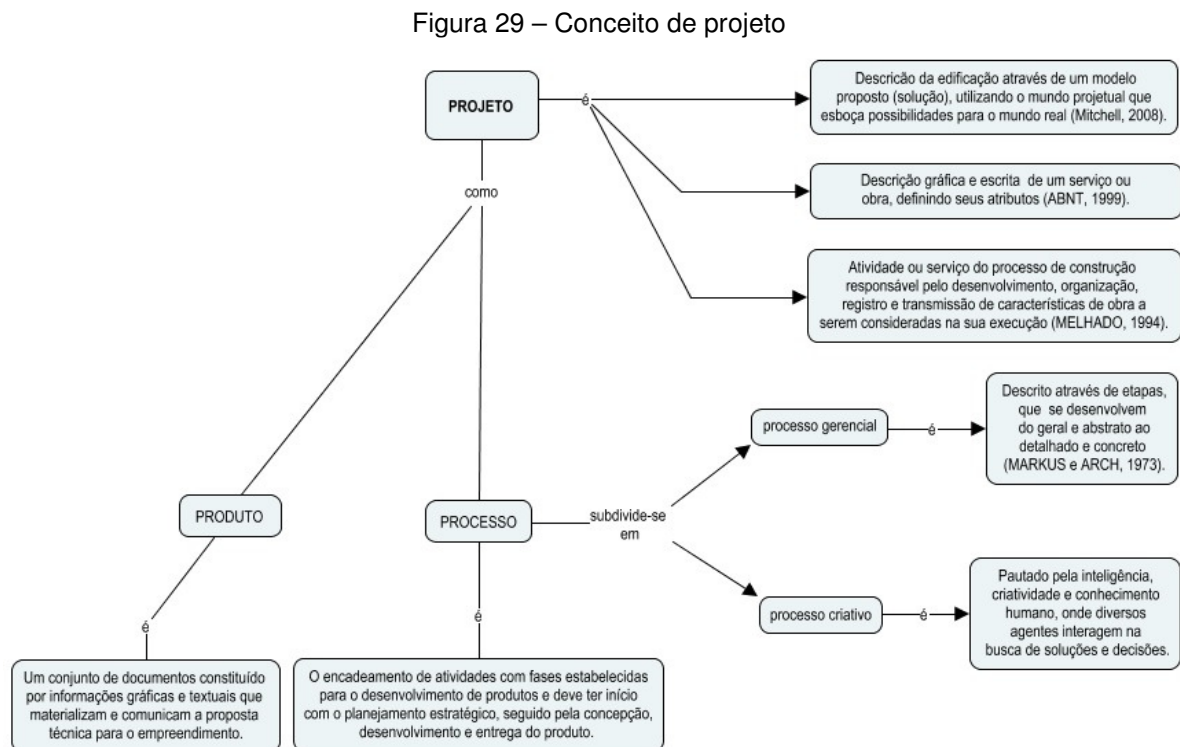 Figura 29 – Conceito de projeto
PROJETO
é
Descricão da edificação através de um modelo
proposto (solução), utilizando o mundo projetual que
esboça possibilidades para o mundo real (Mitchell, 2008).
Descrição gráfica e escrita de um serviço ou
obra, definindo seus atributos (ABNT, 1999).
Atividade ou serviço do processo de construção
responsável pelo desenvolvimento, organização,
registro e transmissão de características de obra a
serem consideradas na sua execução (MELHADO, 1994).
como
PRODUTO
PROCESSO
subdivide-se
em
processo gerencial
é
Descrito através de etapas,
que se desenvolvem
do geral e abstrato ao
detalhado e concreto
(MARKUS e ARCH, 1973).
processo criativo
é
Pautado pela inteligência,
criatividade e conhecimento
humano, onde diversos
agentes interagem na
busca de soluções e decisões.
é
Um conjunto de documentos constituído
por informações gráficas e textuais que
materializam e comunicam a proposta
técnica para o empreendimento.
é
O encadeamento de atividades com fases estabelecidas
para o desenvolvimento de produtos e deve ter início
com o planejamento estratégico, seguido pela concepção,
desenvolvimento e entrega do produto.